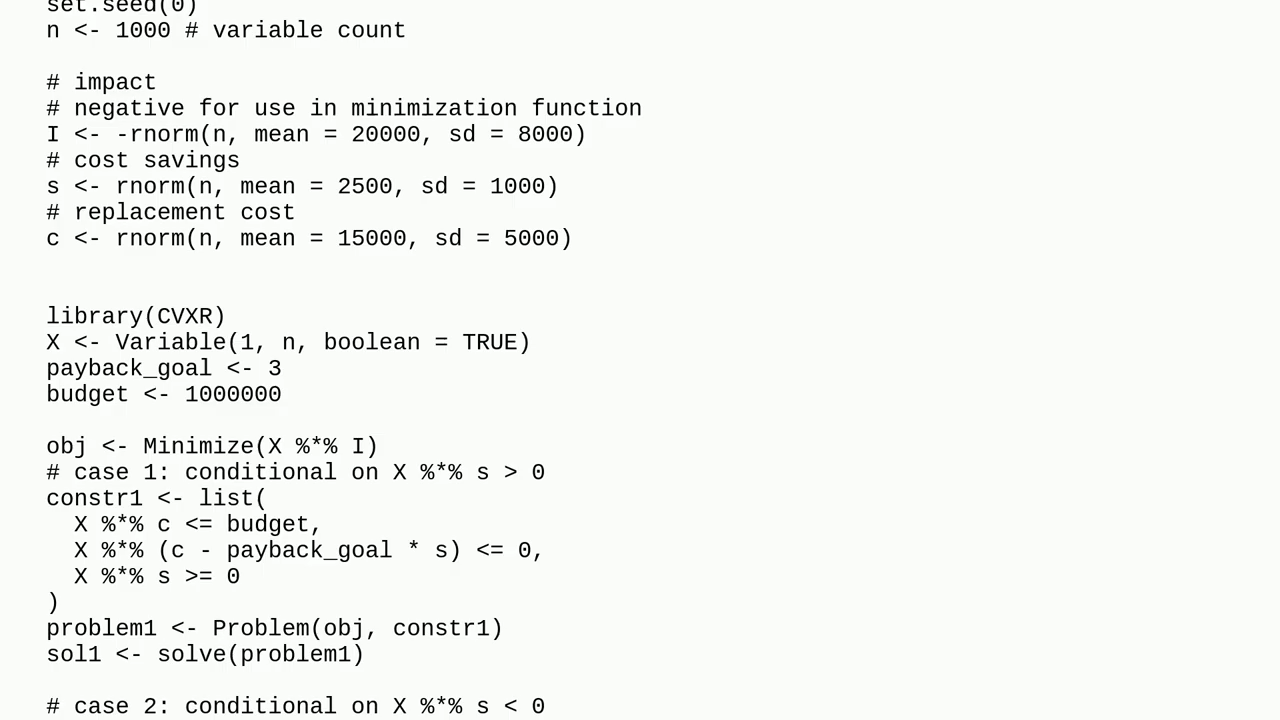 set.seed(0)
n <- 1000 # variable count
# impact
# negative for use in minimization function
I <- -rnorm(n, mean = 20000, sd = 8000)
# cost savings
s <- rnorm(n, mean = 2500, sd = 1000)
# replacement cost
c <- rnorm(n, mean = 15000, sd = 5000)
library(CVXR)
X <- Variable(1, n, boolean = TRUE)
payback_goal <- 3
budget <- 1000000
obj <- Minimize(X %*% I)
# case 1: conditional on X %*% s > 0
constr1 <- list(
  X %*% c <= budget,
  X %*% (c - payback_goal * s) <= 0,
  X %*% s >= 0
)
problem1 <- Problem(obj, constr1)
sol1 <- solve(problem1)
# case 2: conditional on X %*% s < 0